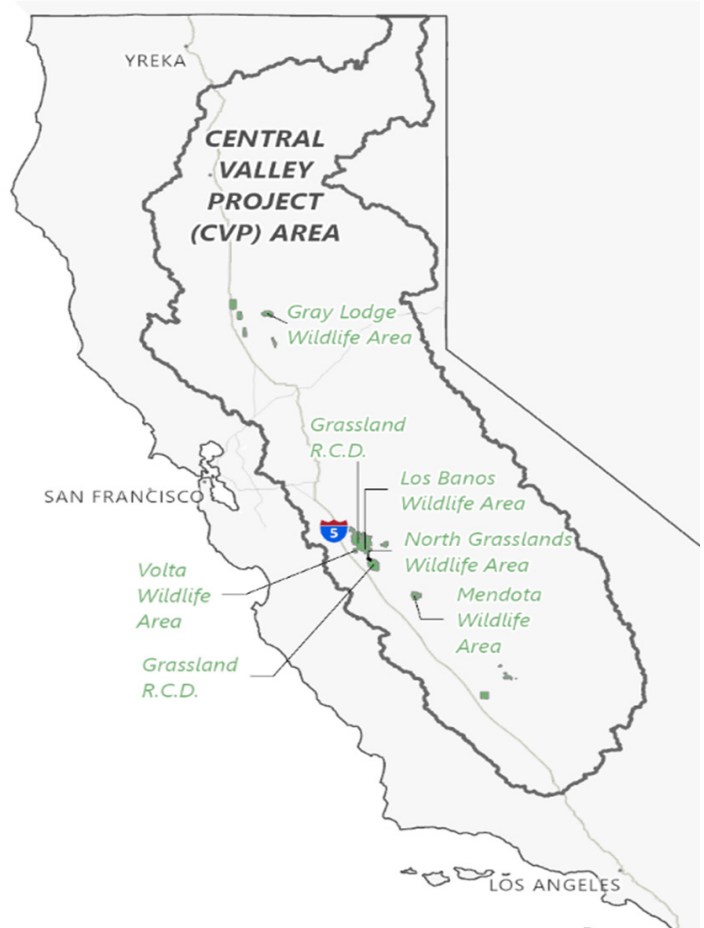 YREKA
CENTRAL
VALLEY
PROJECT
(CVP) AREA
Gray Lodge
Wildlife Area
Grassland
R.C.D.
Los Banos
Wildlife Area
SAN FRANCISCO
5
North Grasslands
Wildlife Area
Volta
Wildlife
Area
Mendota
Wildlife
Area
Grassland
R.C.D.
LOS ANGELES